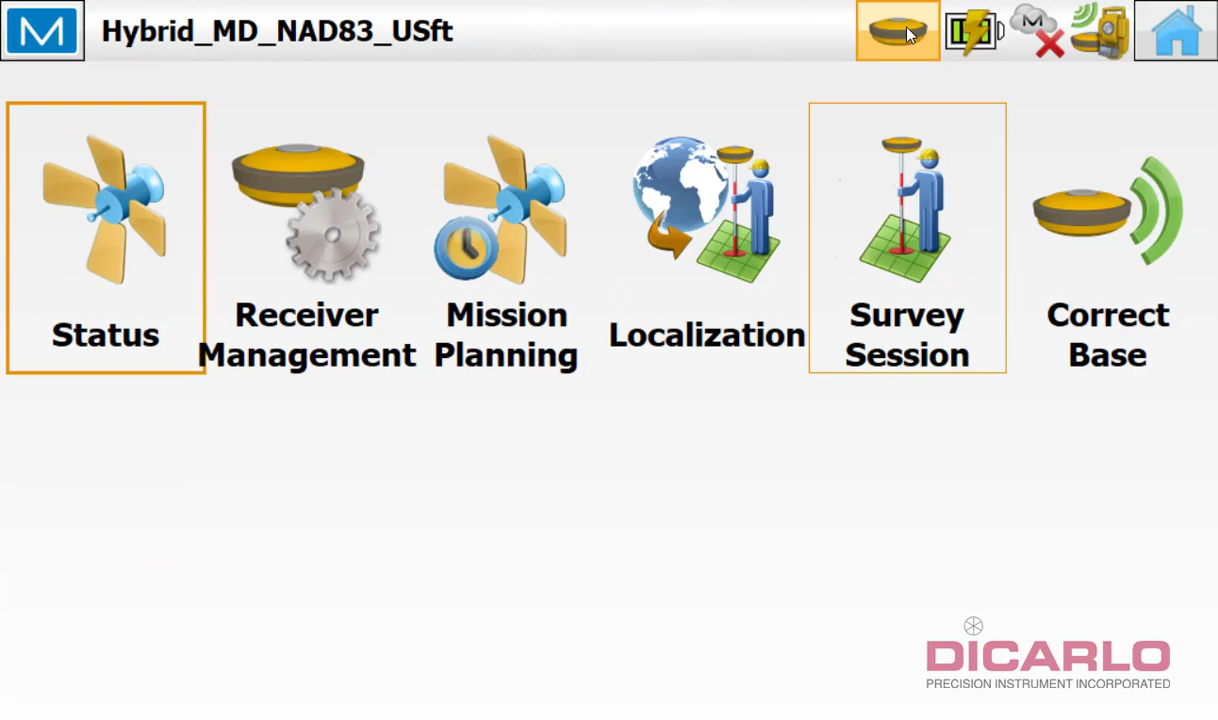 M Hybrid_MD_NAD83_USft M
Status
Receiver
Management
Mission
Planning
Localization
Survey
Session
Correct
Base
DICARLO
PRECISION INSTRUMENT INCORPORATED